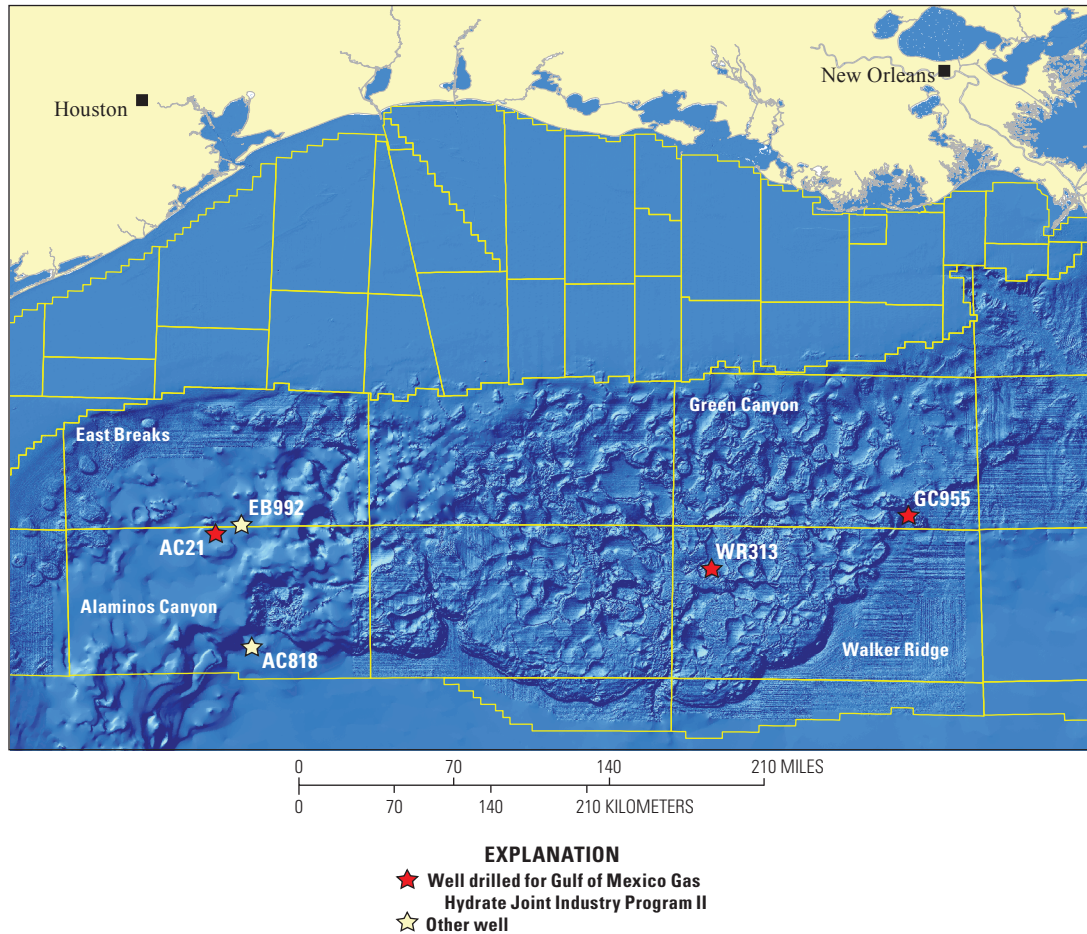 New Orleans
Houston
Green Canyon
East Breaks
EB992
GC955
AC21
WR313
Alaminos Canyon
Walker Ridge
AC818
0 70 140 210 MILES
0 70 140 210 KILOMETERS
EXPLANATION
Well drilled for Gulf of Mexico Gas
Hydrate Joint Industry Program II
Other well